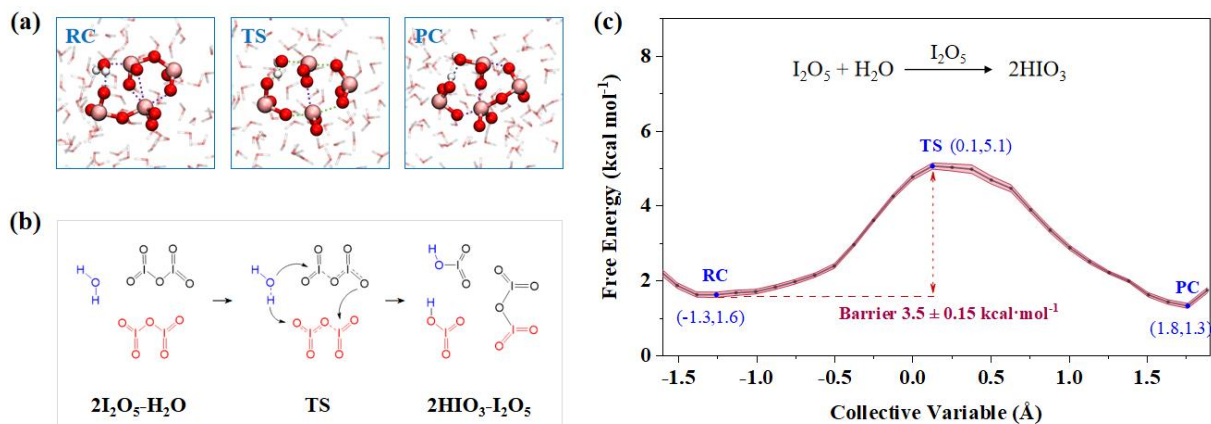 (a)
RC
TS
PC
(b)
H
O
H
O
O
I
O
I
O
O
O
I
O
I
O
O
H
O
H
O
O
I
O
I
O
O
O
I
O
I
O
O
H
O
I
O
O
H
O
I
O
O
O
I
O
O
I
O
O
2I₂O₅-H₂O
TS
2HIO₃-I₂O₅
(c)
I₂O₅ + H₂O I₂O₅ 2HIO₃
TS (0.1,5.1)
RC
(-1.3,1.6)
Barrier 3.5 ± 0.15 kcal·mol⁻¹
PC
(1.8,1.3)
Free Energy (kcal mol⁻¹)
8
6
4
2
0
-1.5 -1.0 -0.5 0.0 0.5 1.0 1.5
Collective Variable (Å)